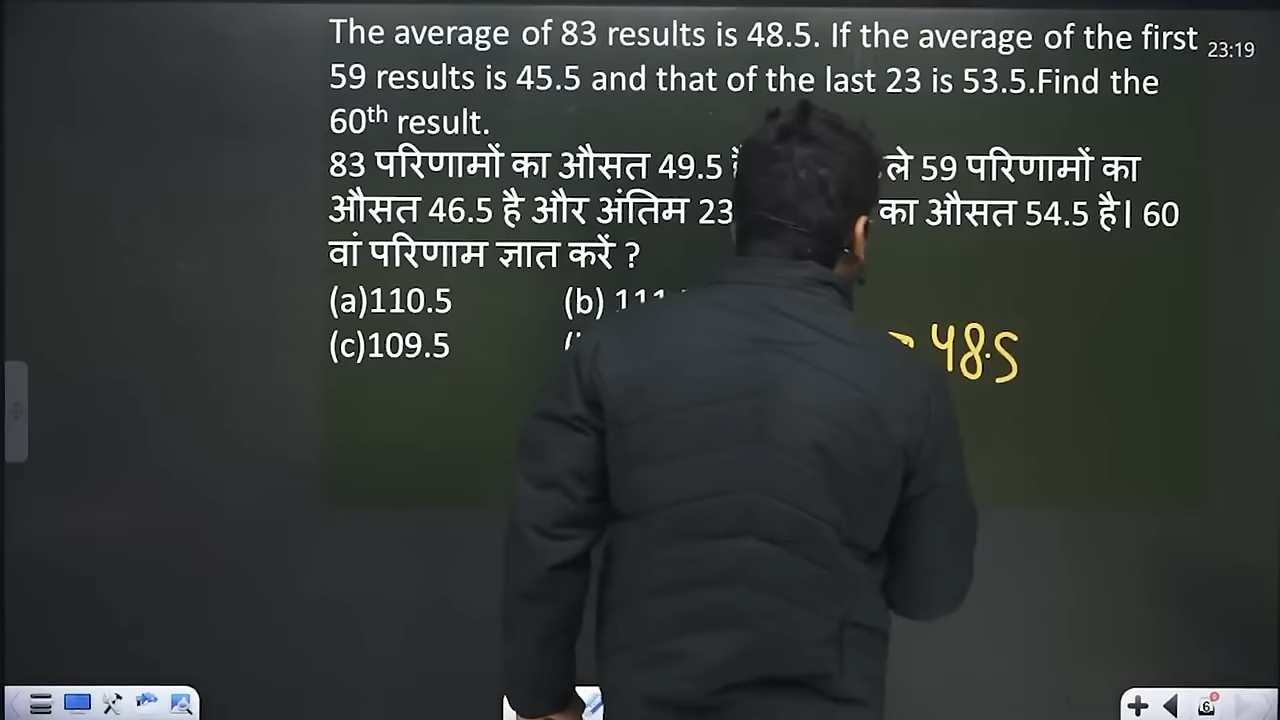 The average of 83 results is 48.5. If the average of the first
23:19
59 results is 45.5 and that of the last 23 is 53.5.Find the
60th result.
83 परिणामों का औसत 49.5 59 परिणामों का
औसत 46.5 है और अंतिम 23 का औसत 54.5 है। 60
वां परिणाम ज्ञात करें ?
(a)110.5 (b)
(c)109.5
48.5
6